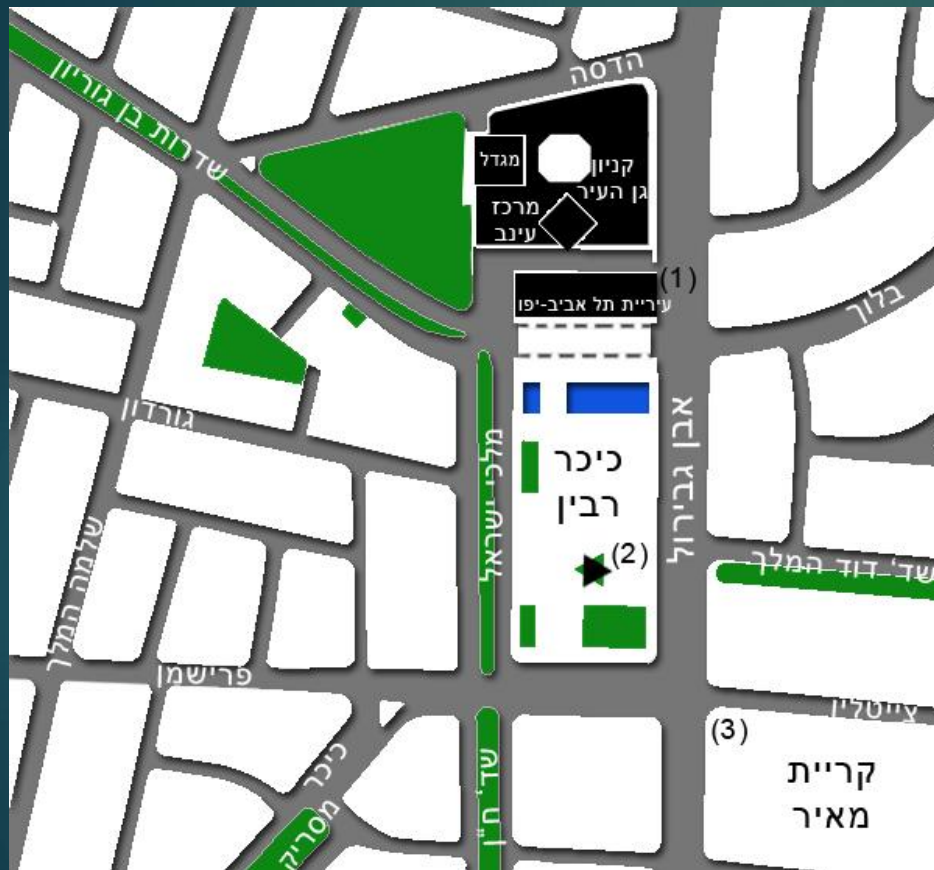 הדסה
שדרות בן גוריון
מגדל
קניון
גן העיר
מרכז
עינב
(1)
עיריית תל אביב-יפו
בלוך
אבן גבירול
גורדון
מלכי ישראל
כיכר
רבין
(2)
שד' דוד המלך
שלמה המלך
פרישמן
צייטלין
(3)
קריית
מאיר
כיכר
מסריק
שד' ח"ן